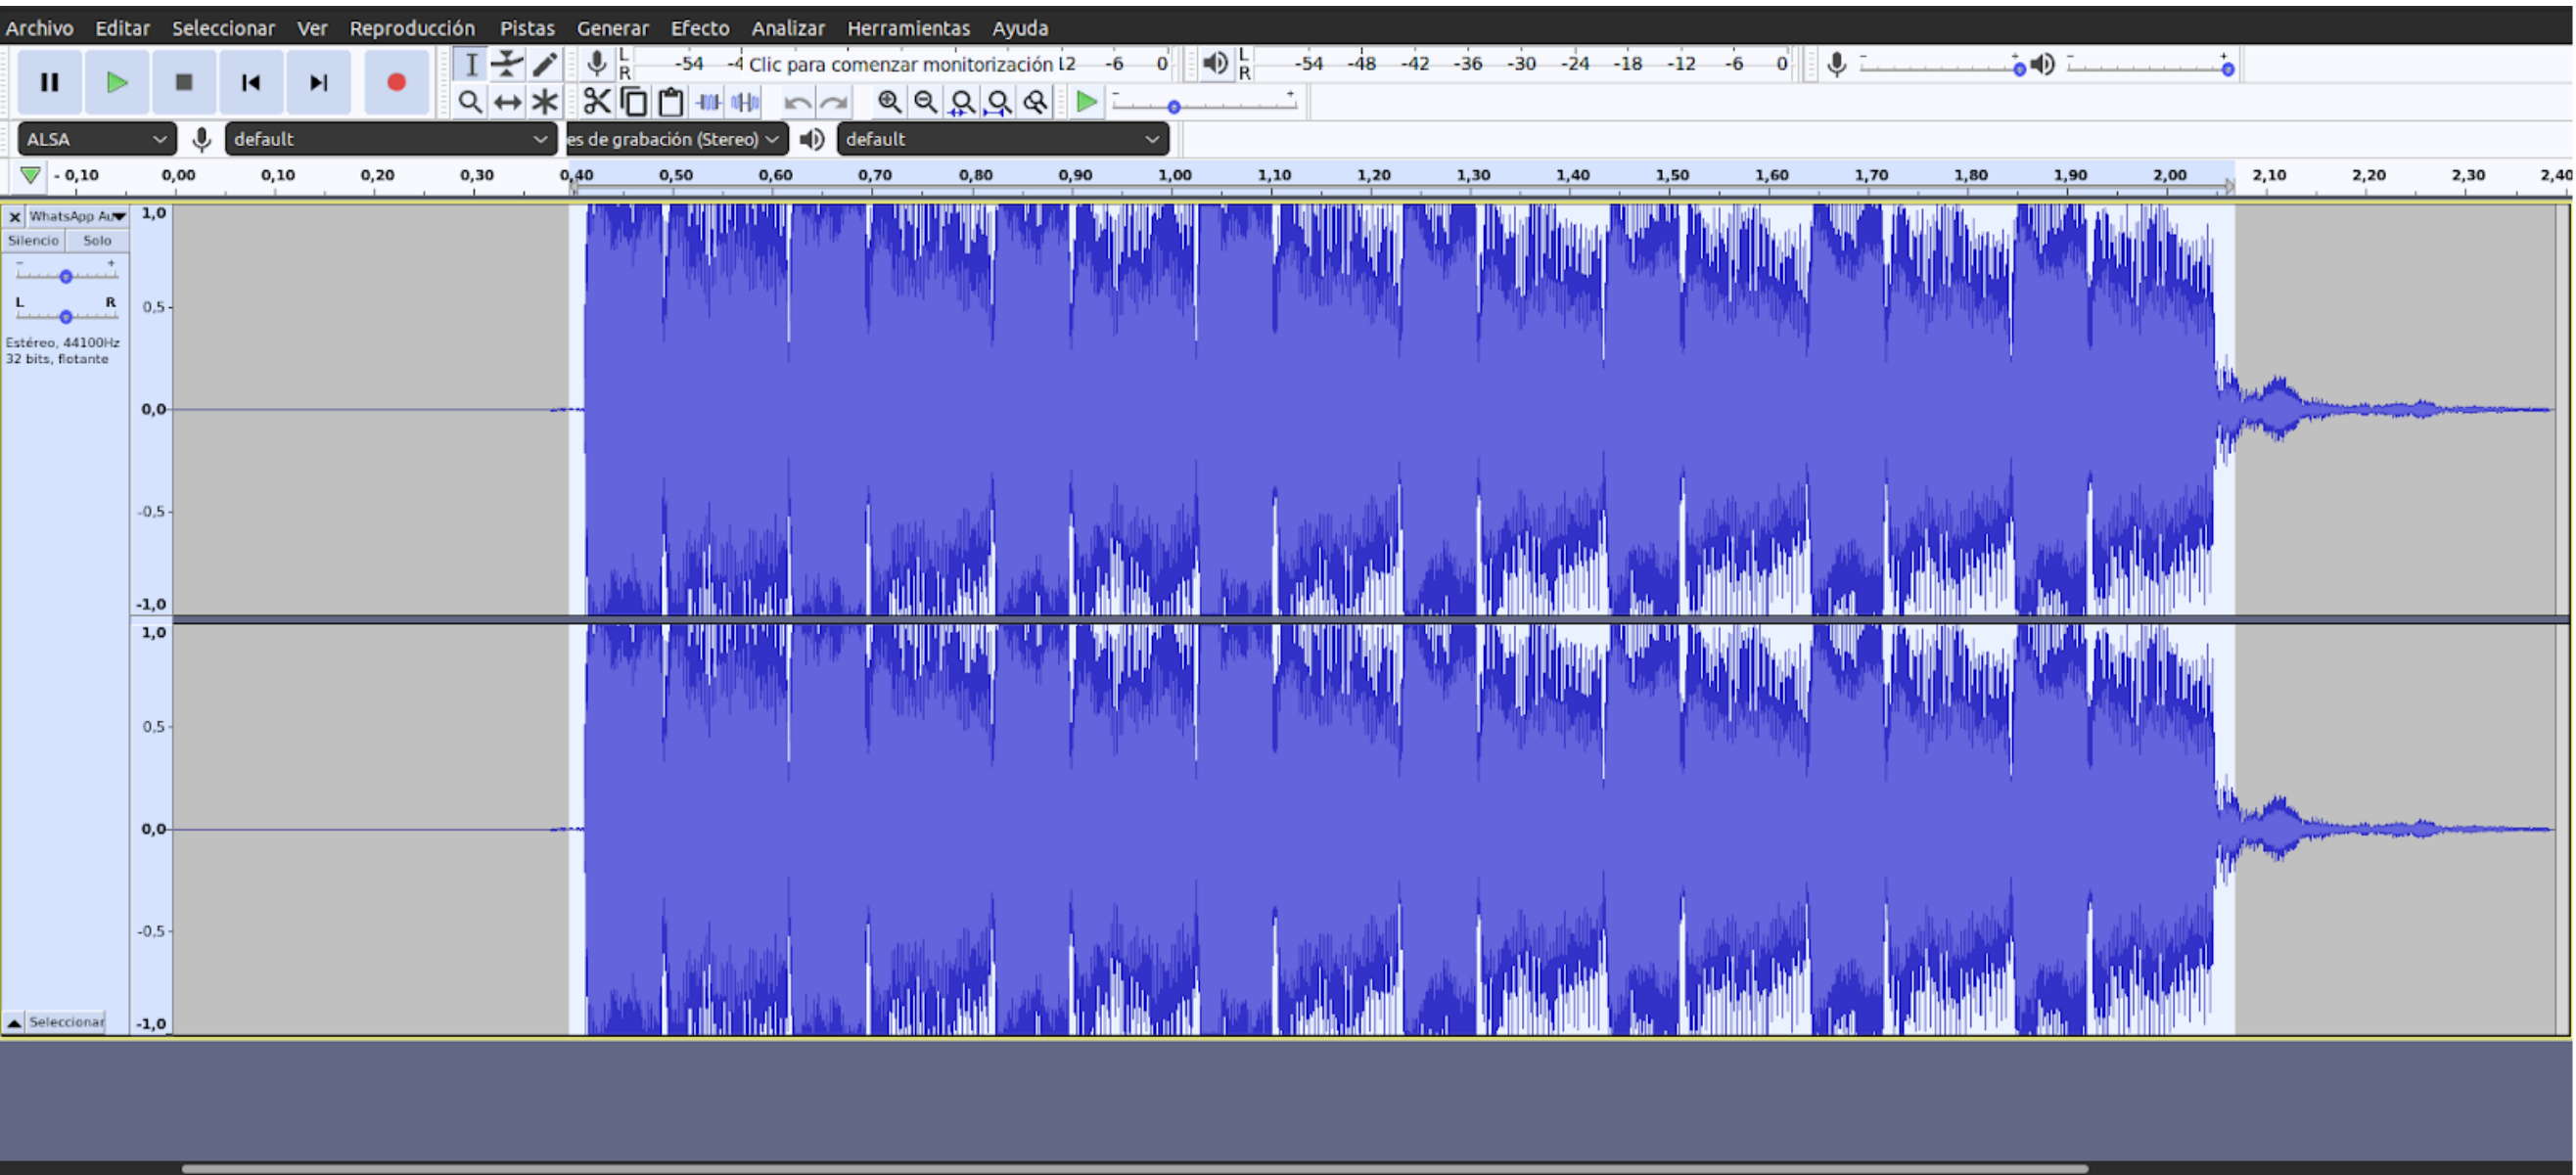 Archivo Editar Seleccionar Ver Reproducción Pistas Generar Efecto Analizar Herramientas Ayuda
L -54 -4 Clic para comenzar monitorización 12 -6 0 L -54 -48 -42 -36 -30 -24 -18 -12 -6 0 - + - +
R R
- +
ALSA default es de grabación (Stereo) default
- 0,10 0,00 0,10 0,20 0,30 0,40 0,50 0,60 0,70 0,80 0,90 1,00 1,10 1,20 1,30 1,40 1,50 1,60 1,70 1,80 1,90 2,00 2,10 2,20 2,30 2,40
WhatsApp Au 1,0
Silencio Solo
- +
L R 0,5
Estéreo, 44100Hz
32 bits, flotante
0,0
-0,5
-1,0
1,0
0,5
0,0
-0,5
Seleccionar -1,0